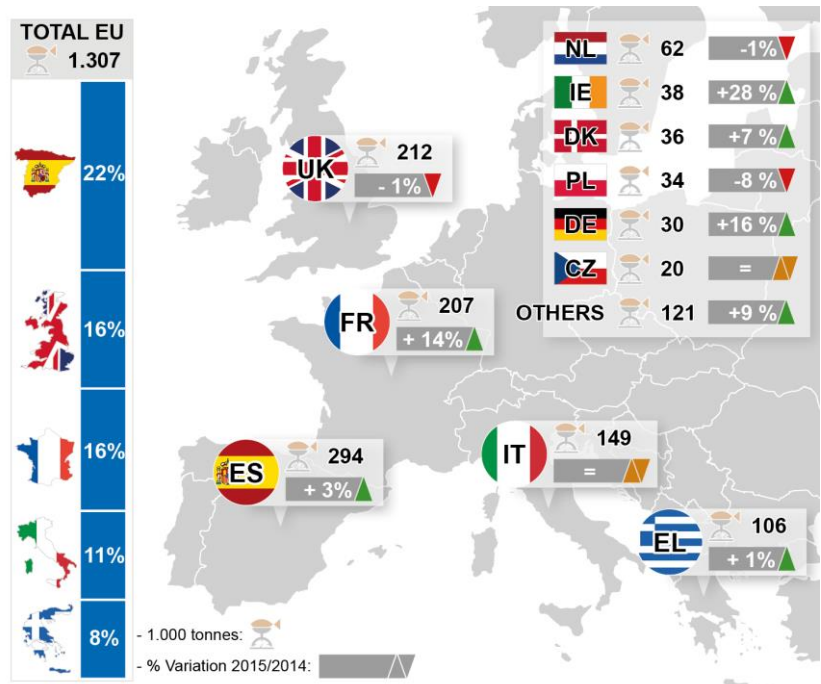 TOTAL EU
1.307
22%
16%
16%
11%
8%
UK
212
- 1%
FR
207
+ 14%
ES
294
+ 3%
IT
149
=
EL
106
+ 1%
NL 62 -1%
IE 38 +28 %
DK 36 +7 %
PL 34 -8 %
DE 30 +16 %
CZ 20 =
OTHERS 121 +9 %
- 1.000 tonnes:
- % Variation 2015/2014: